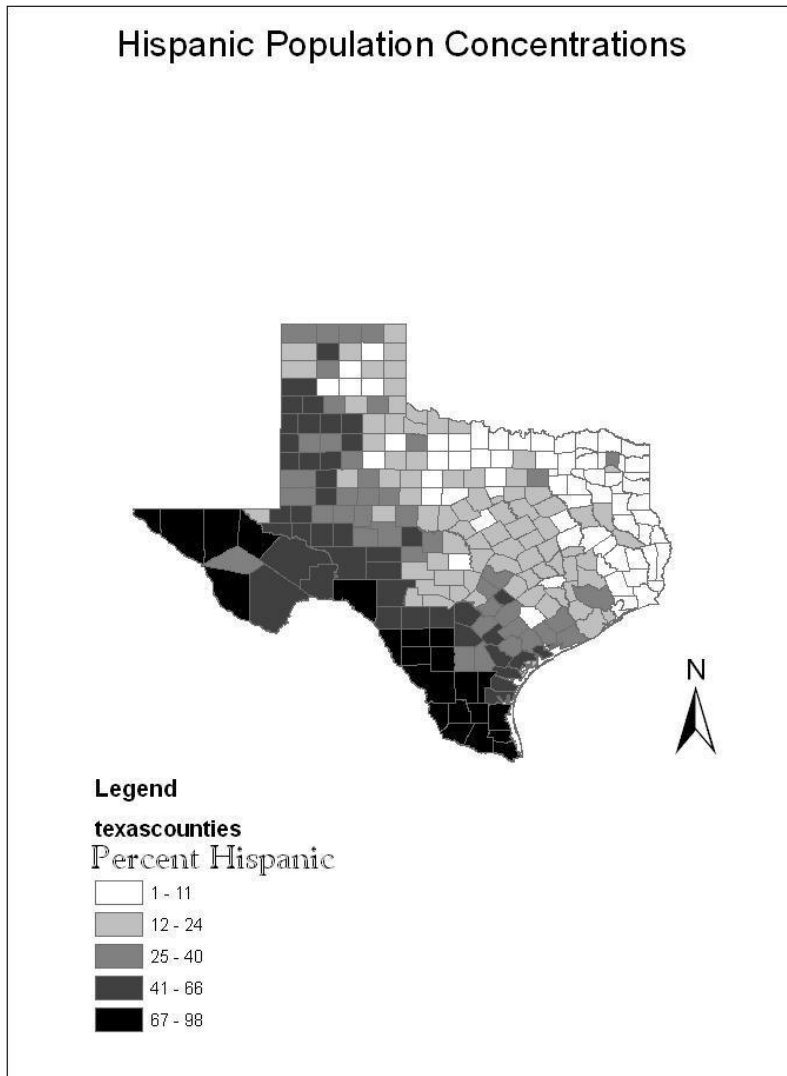 Hispanic Population Concentrations
N
Legend
texascounties
Percent Hispanic
1 - 11
12 - 24
25 - 40
41 - 66
67 - 98